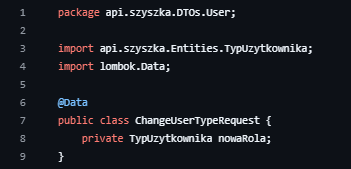 1 package api.szyszka.DTOs.User;
2
3 import api.szyszka.Entities.TypUzytkownika;
4 import lombok.Data;
5
6 @Data
7 public class ChangeUserTypeRequest {
8     private TypUzytkownika nowaRola;
9 }